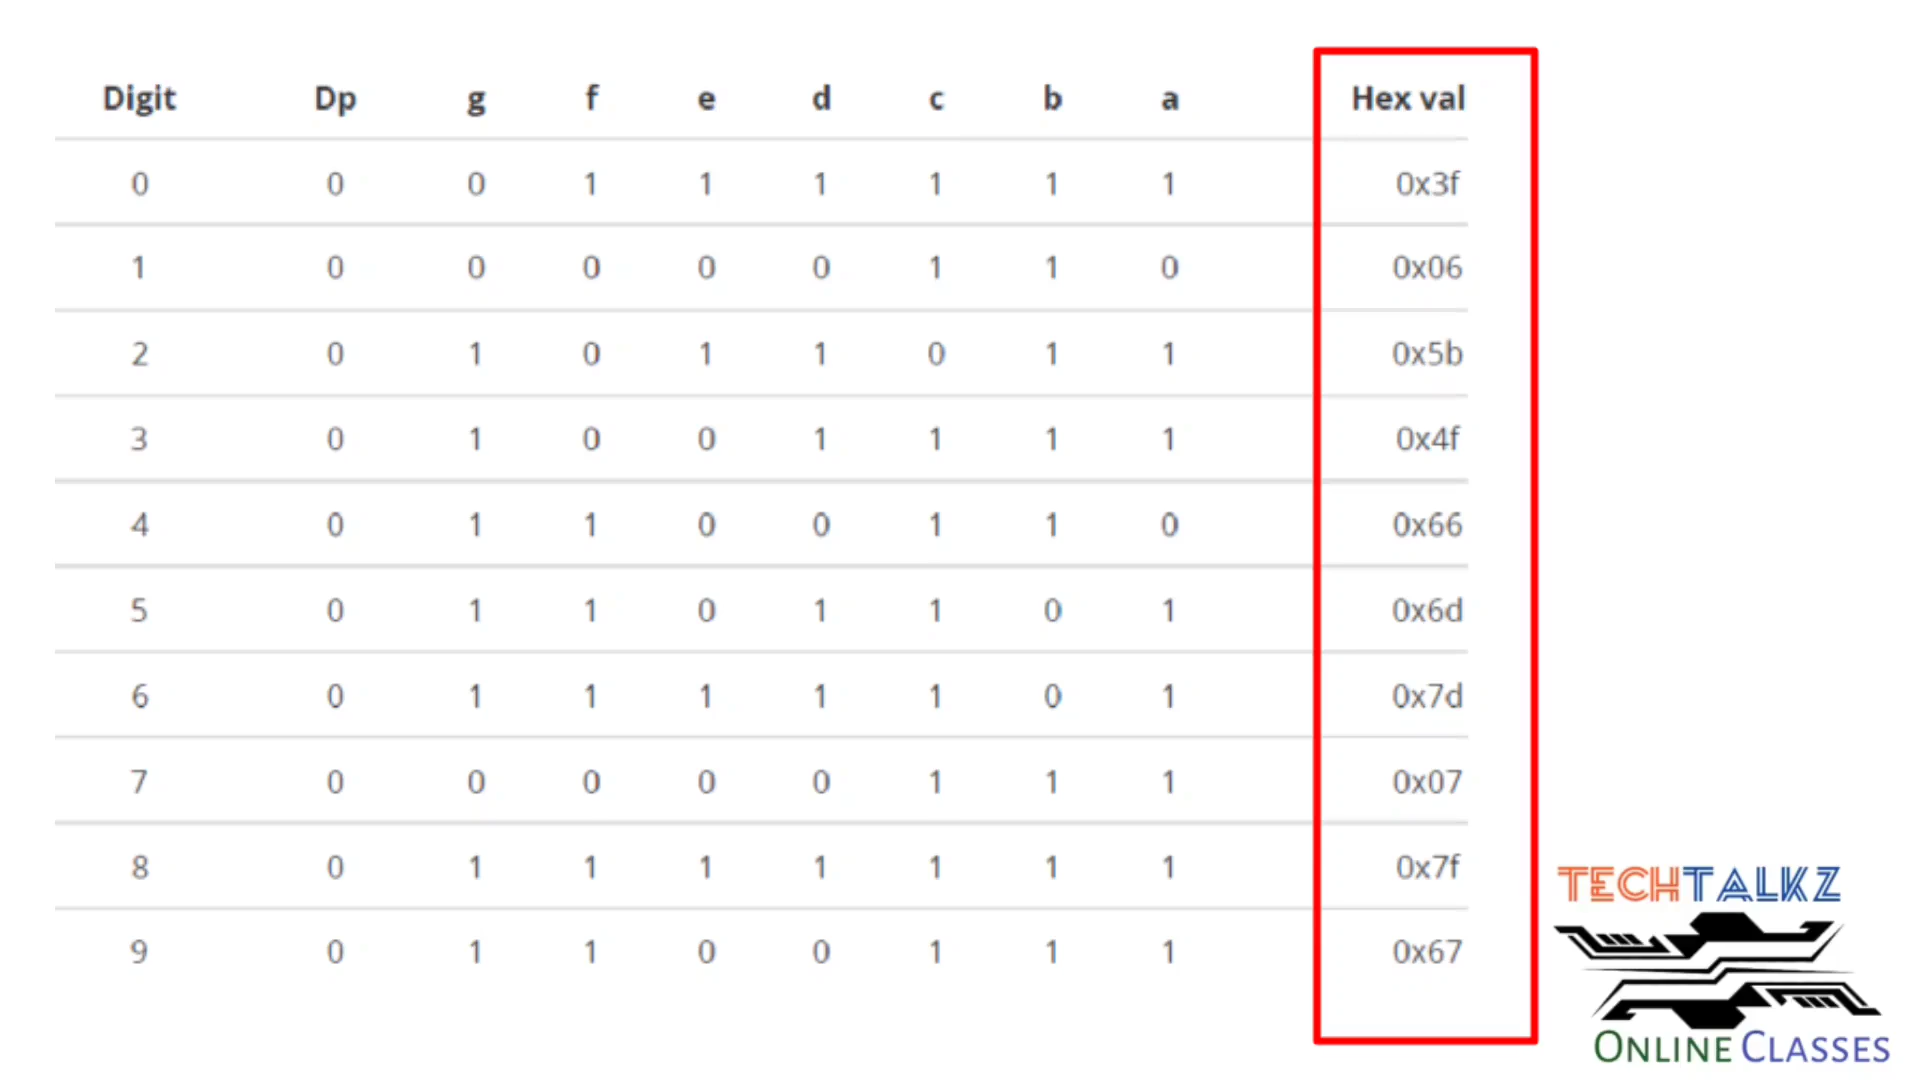 Digit Dp g f e d c b a Hex val
0 0 0 1 1 1 1 1 1 0x3f
1 0 0 0 0 0 1 1 0 0x06
2 0 1 0 1 1 0 1 1 0x5b
3 0 1 0 0 1 1 1 1 0x4f
4 0 1 1 0 0 1 1 0 0x66
5 0 1 1 0 1 1 0 1 0x6d
6 0 1 1 1 1 1 0 1 0x7d
7 0 0 0 0 0 1 1 1 0x07
8 0 1 1 1 1 1 1 1 0x7f
9 0 1 1 0 0 1 1 1 0x67
TECHTALKZ
ONLINE CLASSES